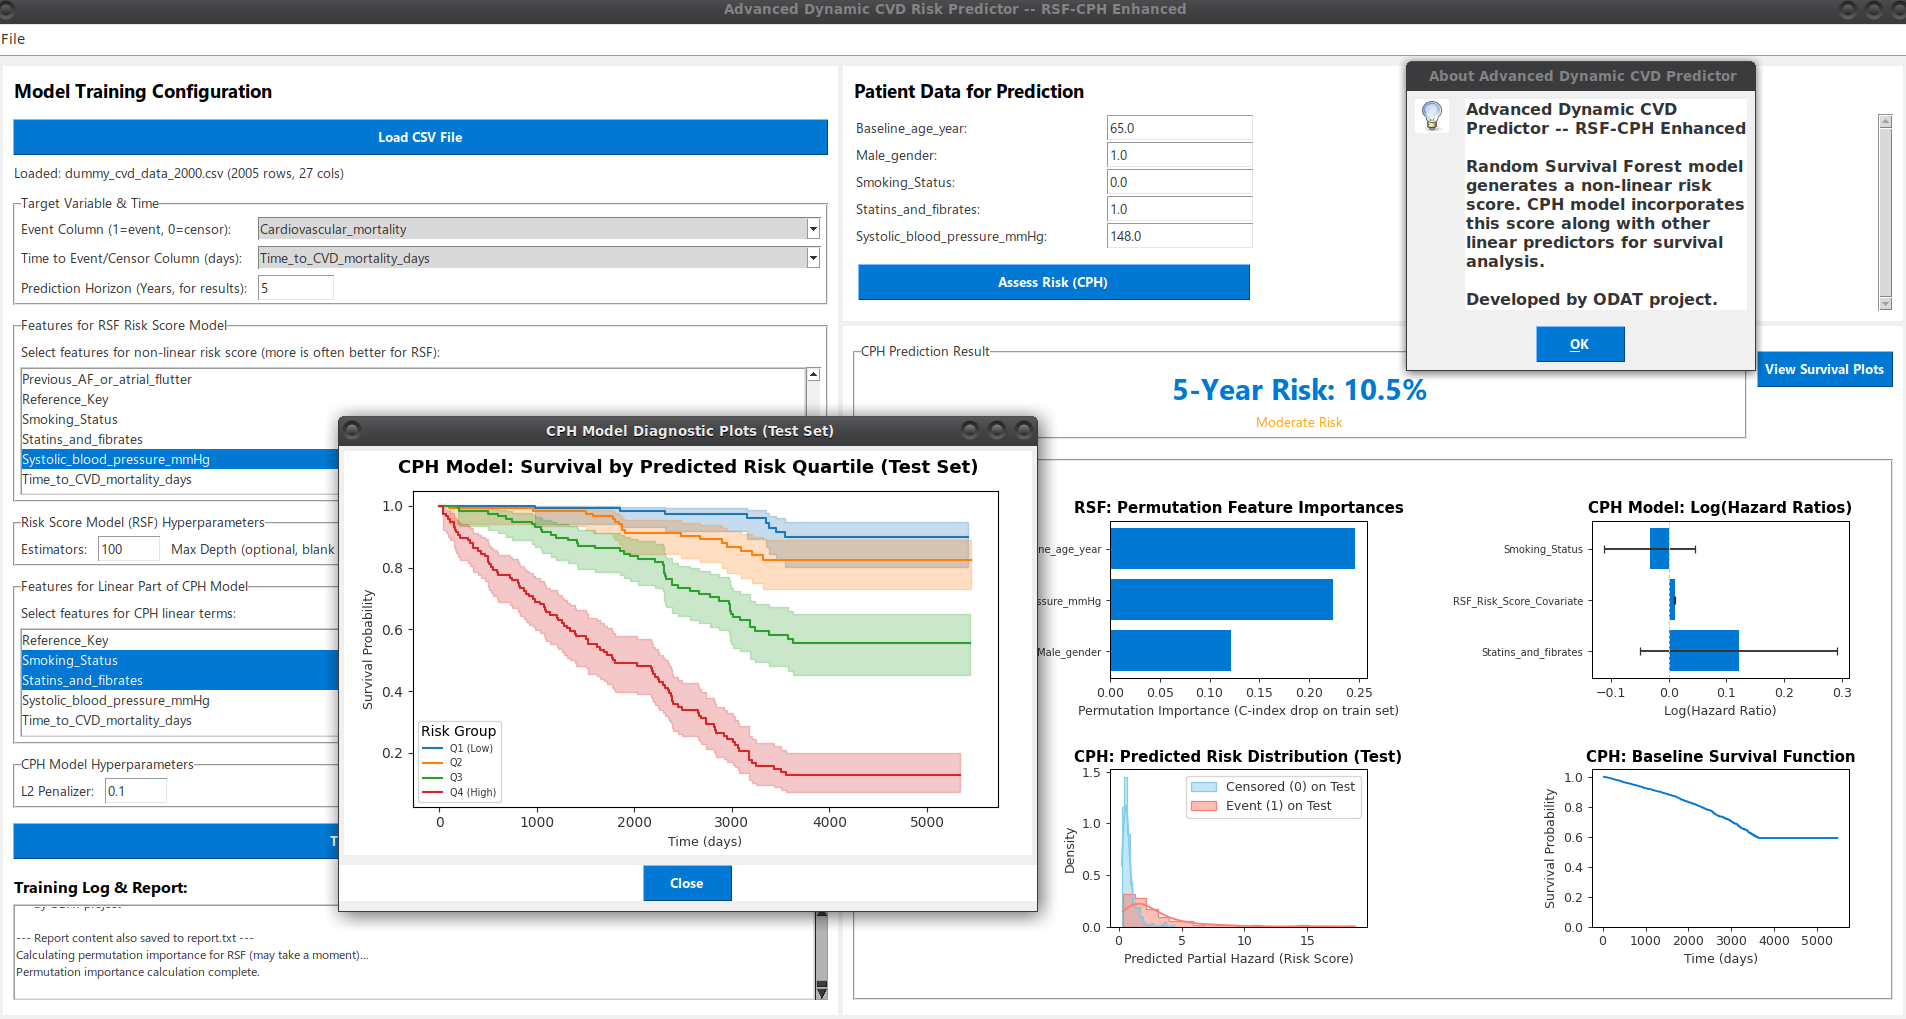 Advanced Dynamic CVD Risk Predictor -- RSF-CPH Enhanced
File
Model Training Configuration
Load CSV File
Loaded: dummy_cvd_data_2000.csv (2005 rows, 27 cols)
Target Variable & Time
Event Column (1=event, 0=censor):
Cardiovascular_mortality
Time to Event/Censor Column (days):
Time_to_CVD_mortality_days
Prediction Horizon (Years, for results):
5
Features for RSF Risk Score Model
Select features for non-linear risk score (more is often better for RSF):
Previous_AF_or_atrial_flutter
Reference_Key
Smoking_Status
Statins_and_fibrates
Systolic_blood_pressure_mmHg
Time_to_CVD_mortality_days
Risk Score Model (RSF) Hyperparameters
Estimators:
100
Max Depth (optional, blank
Features for Linear Part of CPH Model
Select features for CPH linear terms:
Reference_Key
Smoking_Status
Statins_and_fibrates
Systolic_blood_pressure_mmHg
Time_to_CVD_mortality_days
CPH Model Hyperparameters
L2 Penalizer:
0.1
T
Training Log & Report:
--- Report content also saved to report.txt ---
Calculating permutation importance for RSF (may take a moment)...
Permutation importance calculation complete.
Patient Data for Prediction
Baseline_age_year:
65.0
Male_gender:
1.0
Smoking_Status:
0.0
Statins_and_fibrates:
1.0
Systolic_blood_pressure_mmHg:
148.0
Assess Risk (CPH)
About Advanced Dynamic CVD Predictor
Advanced Dynamic CVD
Predictor -- RSF-CPH Enhanced
Random Survival Forest model
generates a non-linear risk
score. CPH model incorporates
this score along with other
linear predictors for survival
analysis.
Developed by ODAT project.
OK
CPH Prediction Result
5-Year Risk: 10.5%
Moderate Risk
View Survival Plots
CPH Model Diagnostic Plots (Test Set)
CPH Model: Survival by Predicted Risk Quartile (Test Set)
Survival Probability
1.0
0.8
0.6
0.4
0.2
Risk Group
Q1 (Low)
Q2
Q3
Q4 (High)
0 1000 2000 3000 4000 5000
Time (days)
Close
RSF: Permutation Feature Importances
ne_age_year
ssure_mmHg
Male_gender
0.00 0.05 0.10 0.15 0.20 0.25
Permutation Importance (C-index drop on train set)
CPH Model: Log(Hazard Ratios)
Smoking_Status
RSF_Risk_Score_Covariate
Statins_and_fibrates
−0.1 0.0 0.1 0.2 0.3
Log(Hazard Ratio)
CPH: Predicted Risk Distribution (Test)
Density
1.5
1.0
0.5
0.0
Censored (0) on Test
Event (1) on Test
0 5 10 15
Predicted Partial Hazard (Risk Score)
CPH: Baseline Survival Function
Survival Probability
1.0
0.8
0.6
0.4
0.2
0.0
0 1000 2000 3000 4000 5000
Time (days)